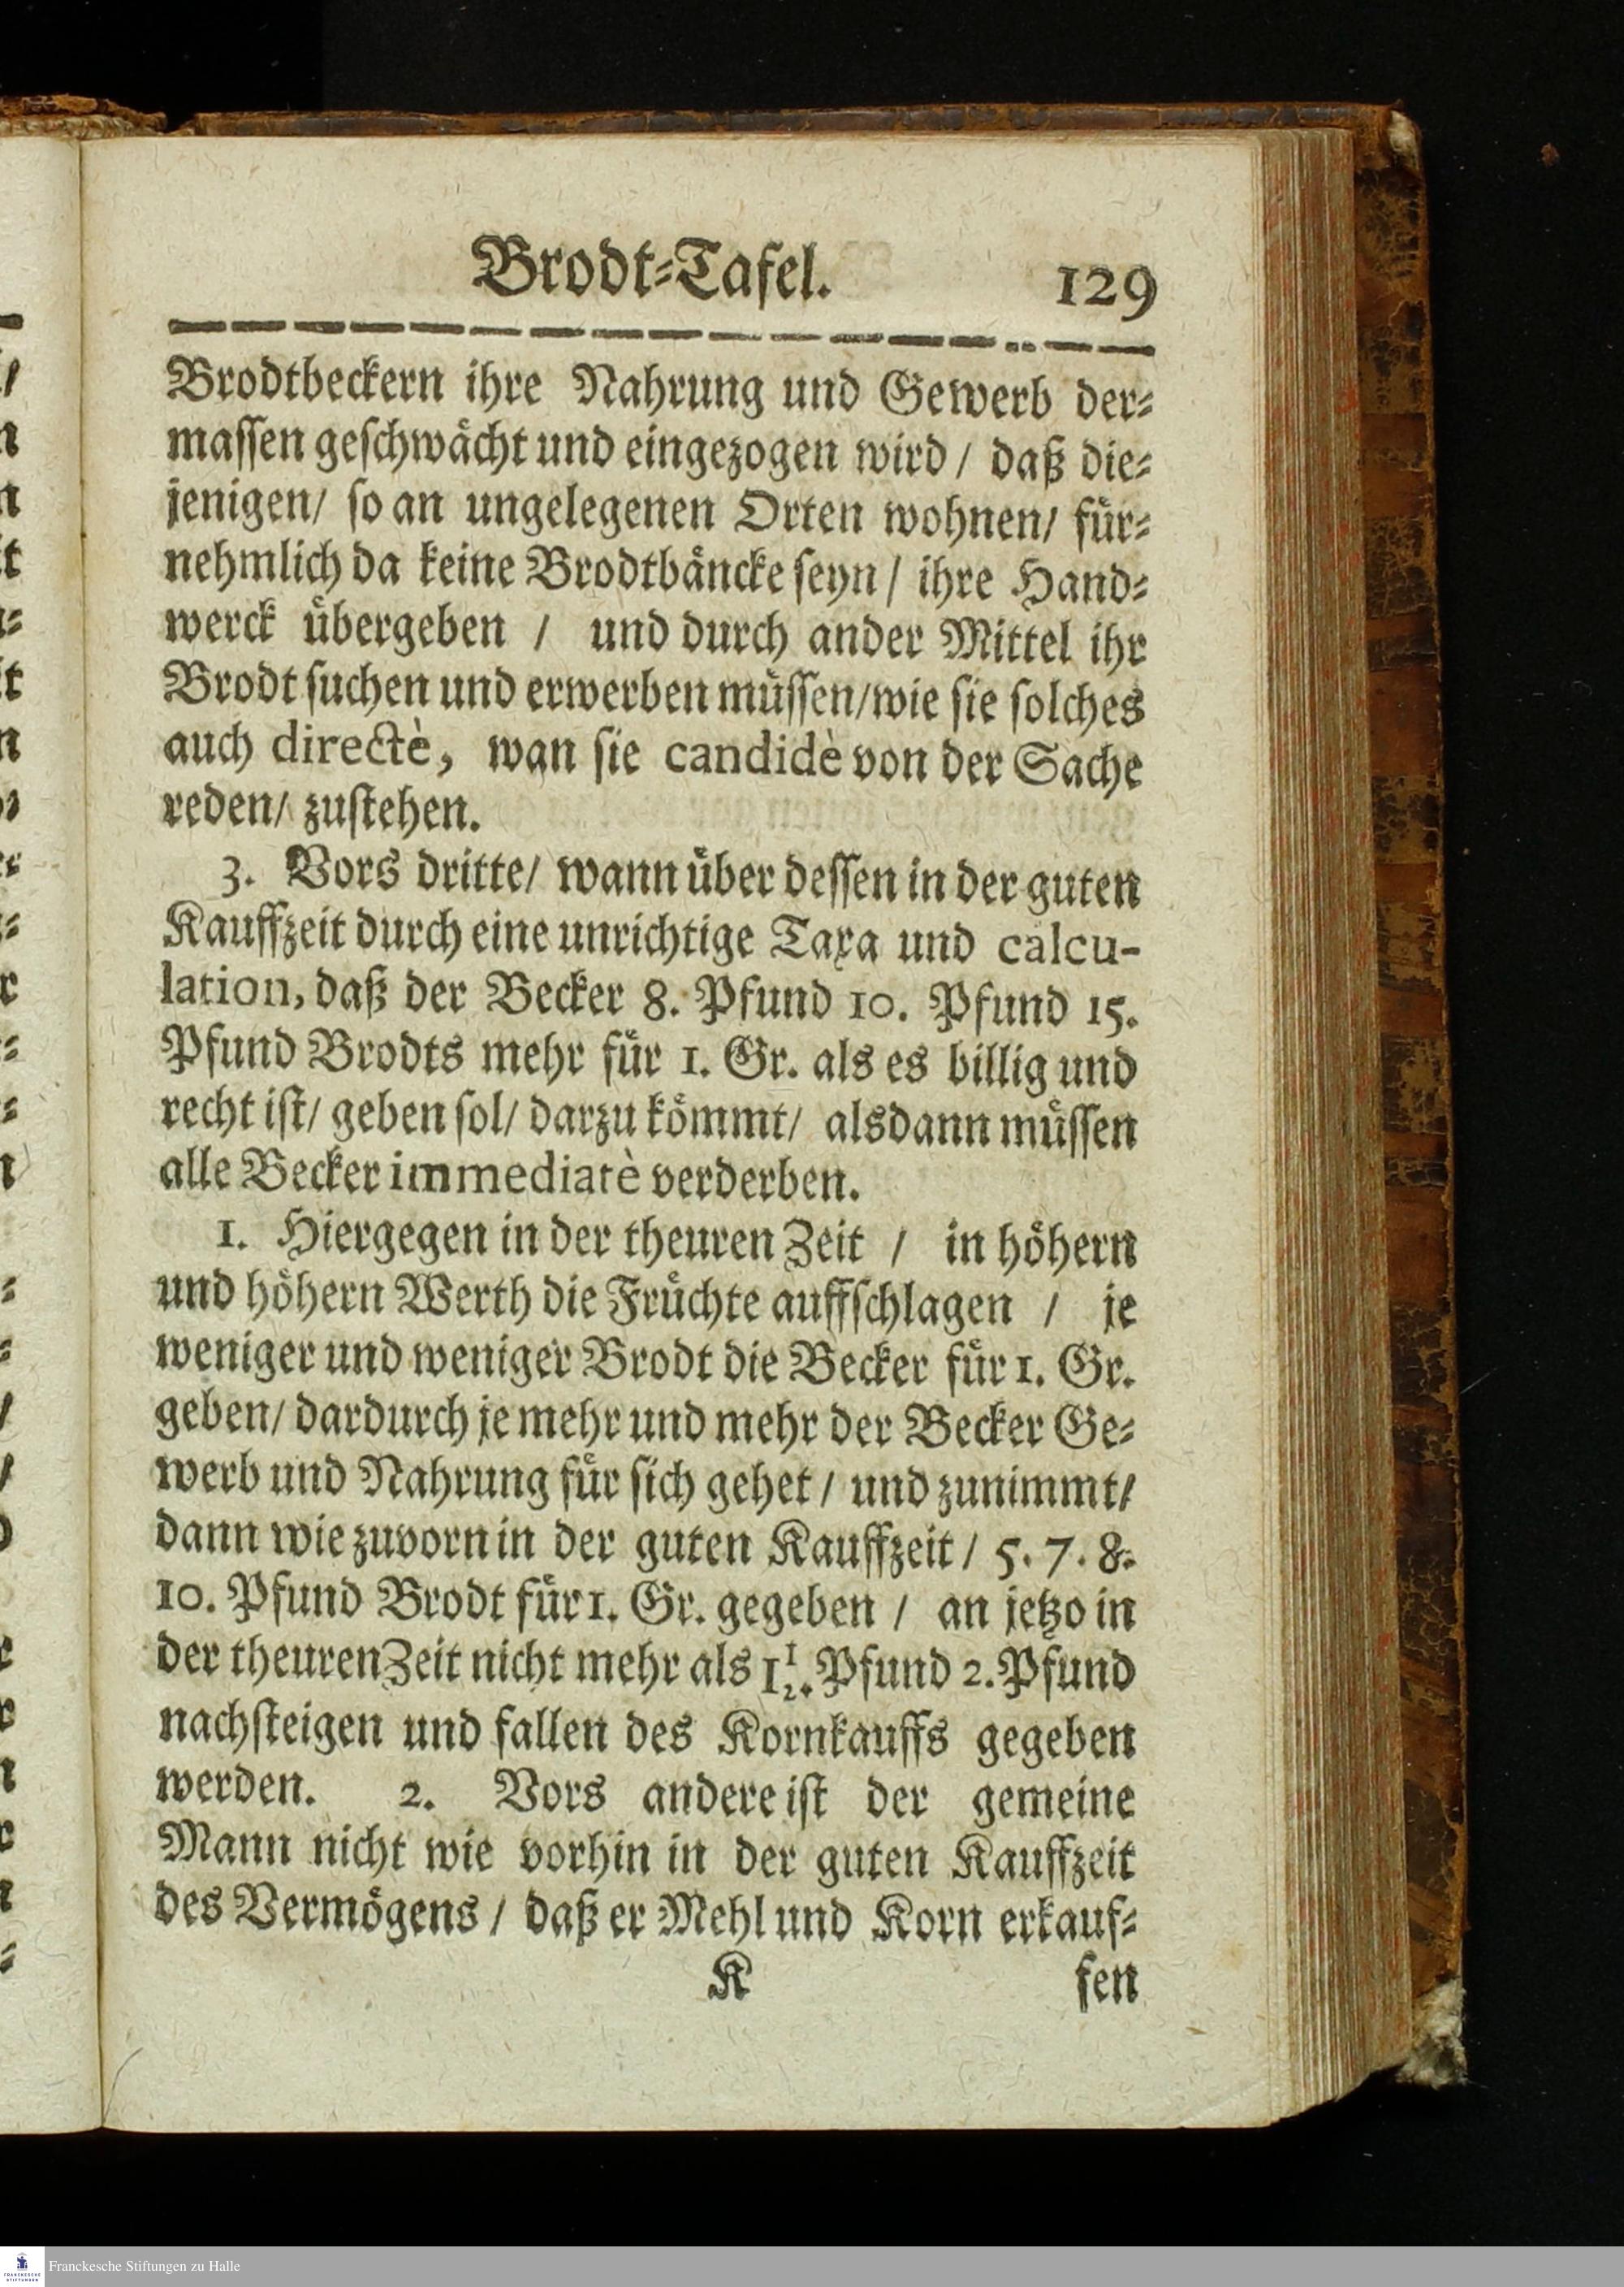 Brodt-Tafel. 129
Brodtbeckern ihre Nahrung und Gewerb der-
massen geschwächt und eingezogen wird / daß die-
jenigen/ so an ungelegenen Orten wohnen/ für-
nehmlich da keine Brodtbäncke seyn / ihre Hand-
werck übergeben / und durch ander Mittel ihr
Brodt suchen und erwerben müssen/wie sie solches
auch directè, wan sie candidè von der Sache
reden/ zustehen.
3. Vors dritte/ wann über dessen in der guten
Kauffzeit durch eine unrichtige Taxa und calcu-
lation, daß der Becker 8. Pfund 10. Pfund 15.
Pfund Brodts mehr für 1. Gr. als es billig und
recht ist/ geben sol/ darzu kömmt/ alsdann müssen
alle Becker immediatè verderben.
1. Hiergegen in der theuren Zeit / in höhern
und höhern Werth die Früchte auffschlagen / je
weniger und weniger Brodt die Becker für 1. Gr.
geben/ dardurch je mehr und mehr der Becker Ge-
werb und Nahrung für sich gehet / und zunimmt/
dann wie zuvorn in der guten Kauffzeit / 5. 7. 8.
10. Pfund Brodt für 1. Gr. gegeben / an jetzo in
der theuren Zeit nicht mehr als 1½. Pfund 2. Pfund
nachsteigen und fallen des Kornkauffs gegeben
werden. 2. Vors andere ist der gemeine
Mann nicht wie vorhin in der guten Kauffzeit
des Vermögens / daß er Mehl und Korn erkauf-
K fen
Franckesche Stiftungen zu Halle